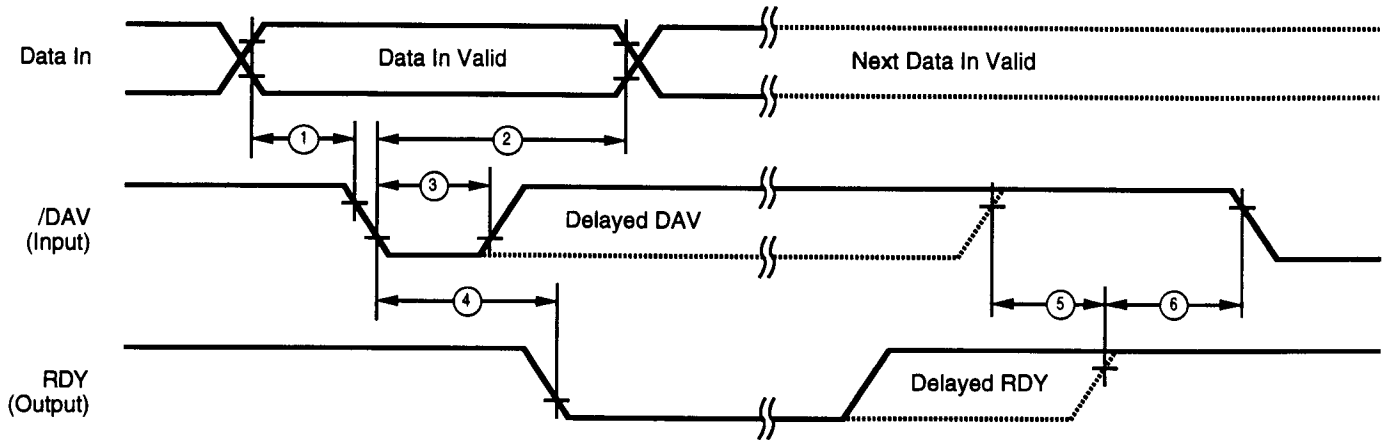 Data In
Data In Valid
Next Data In Valid
1
2
3
/DAV
(Input)
Delayed DAV
4
5
6
RDY
(Output)
Delayed RDY